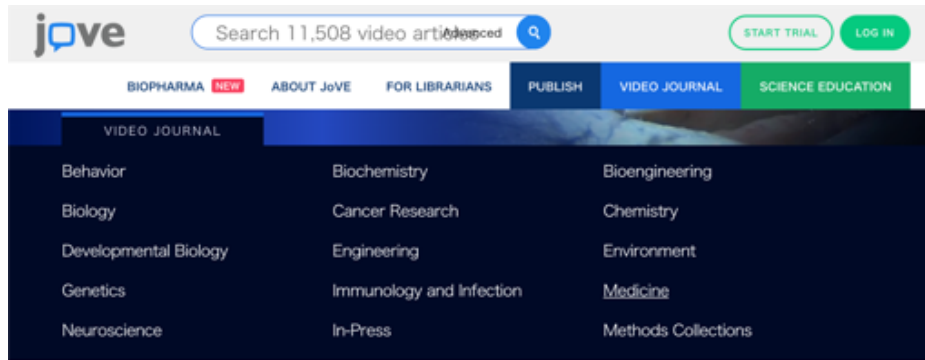 jove
Search 11,508 video articles Advanced
START TRIAL
LOG IN
BIOPHARMA NEW ABOUT JoVE FOR LIBRARIANS PUBLISH VIDEO JOURNAL SCIENCE EDUCATION
VIDEO JOURNAL
Behavior Biochemistry Bioengineering
Biology Cancer Research Chemistry
Developmental Biology Engineering Environment
Genetics Immunology and Infection Medicine
Neuroscience In-Press Methods Collections